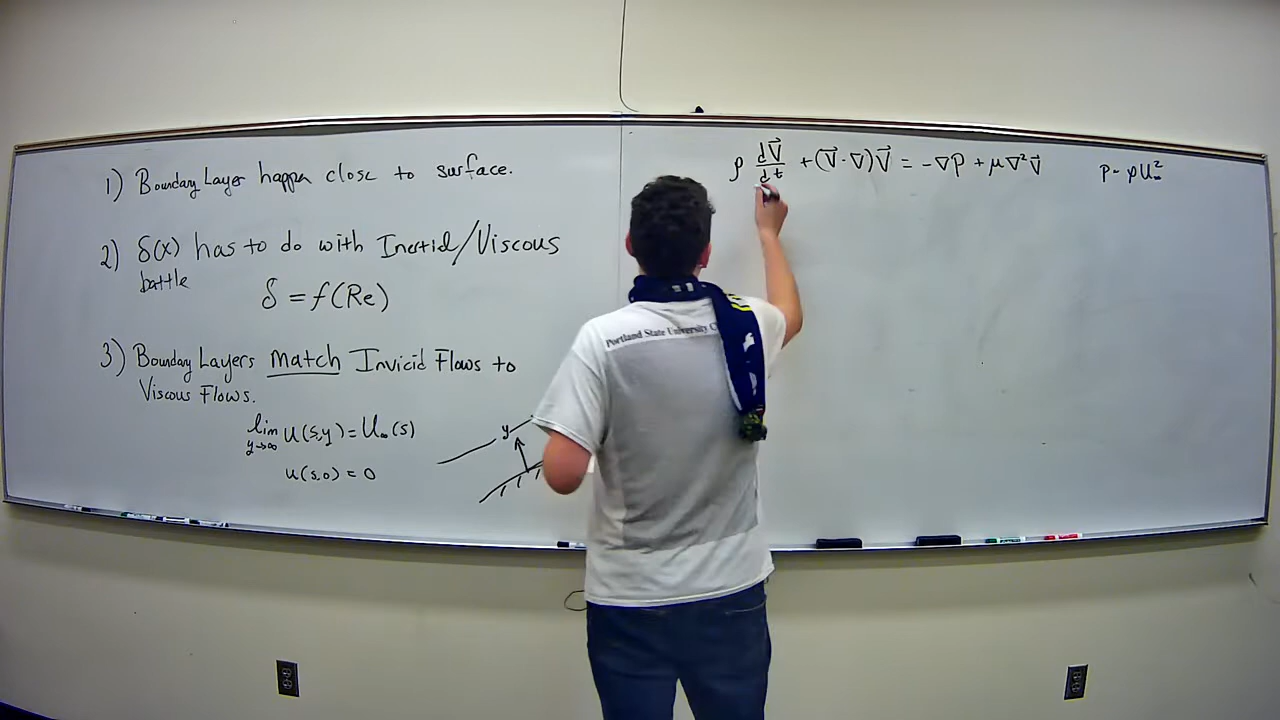 1) Boundary Layer happen close to surface.
2) δ(x) has to do with Inertial/Viscous
battle
δ = f(Re)
3) Boundary Layers match Invicid Flows to
Viscous Flows.
lim y→∞ u(s,y) = U∞(s)
u(s,o) = 0
y
ρ dV⃗/dt + (V⃗·∇)V⃗ = -∇P + μ∇²V⃗
P~ρU∞²
Portland State University